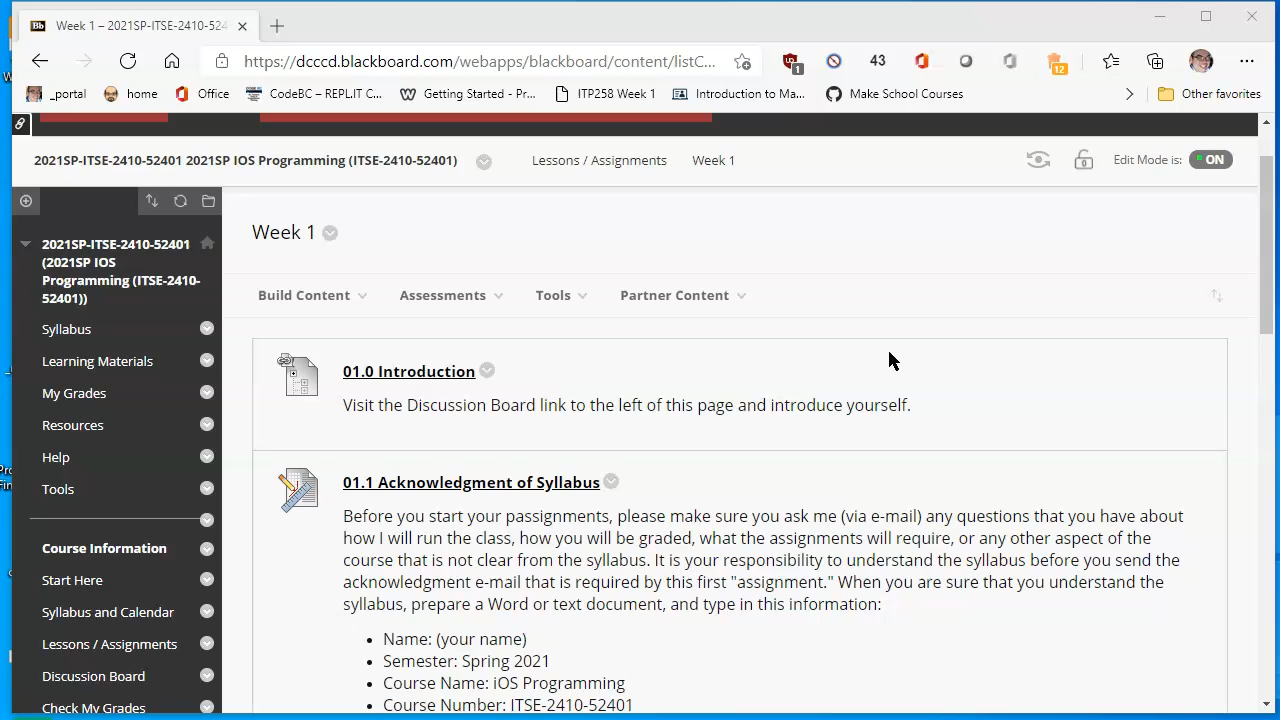 Week 1 – 2021SP-ITSE-2410-524
https://dcccd.blackboard.com/webapps/blackboard/content/listC...
1
43
12
_portal
home
Office
CodeBC — REPLIT C...
Getting Started - Pr...
ITP258 Week 1
Introduction to Ma...
Make School Courses
Other favorites
2021SP-ITSE-2410-52401 2021SP IOS Programming (ITSE-2410-52401)
Lessons / Assignments
Week 1
Edit Mode is:
ON
2021SP-ITSE-2410-52401
(2021SP IOS
Programming (ITSE-2410-
52401))
Syllabus
Learning Materials
My Grades
Resources
Help
Tools
Course Information
Start Here
Syllabus and Calendar
Lessons / Assignments
Discussion Board
Check My Grades
Week 1
Build Content
Assessments
Tools
Partner Content
01.0 Introduction
Visit the Discussion Board link to the left of this page and introduce yourself.
01.1 Acknowledgment of Syllabus
Before you start your passignments, please make sure you ask me (via e-mail) any questions that you have about
how I will run the class, how you will be graded, what the assignments will require, or any other aspect of the
course that is not clear from the syllabus. It is your responsibility to understand the syllabus before you send the
acknowledgment e-mail that is required by this first "assignment." When you are sure that you understand the
syllabus, prepare a Word or text document, and type in this information:
• Name: (your name)
• Semester: Spring 2021
• Course Name: iOS Programming
• Course Number: ITSE-2410-52401